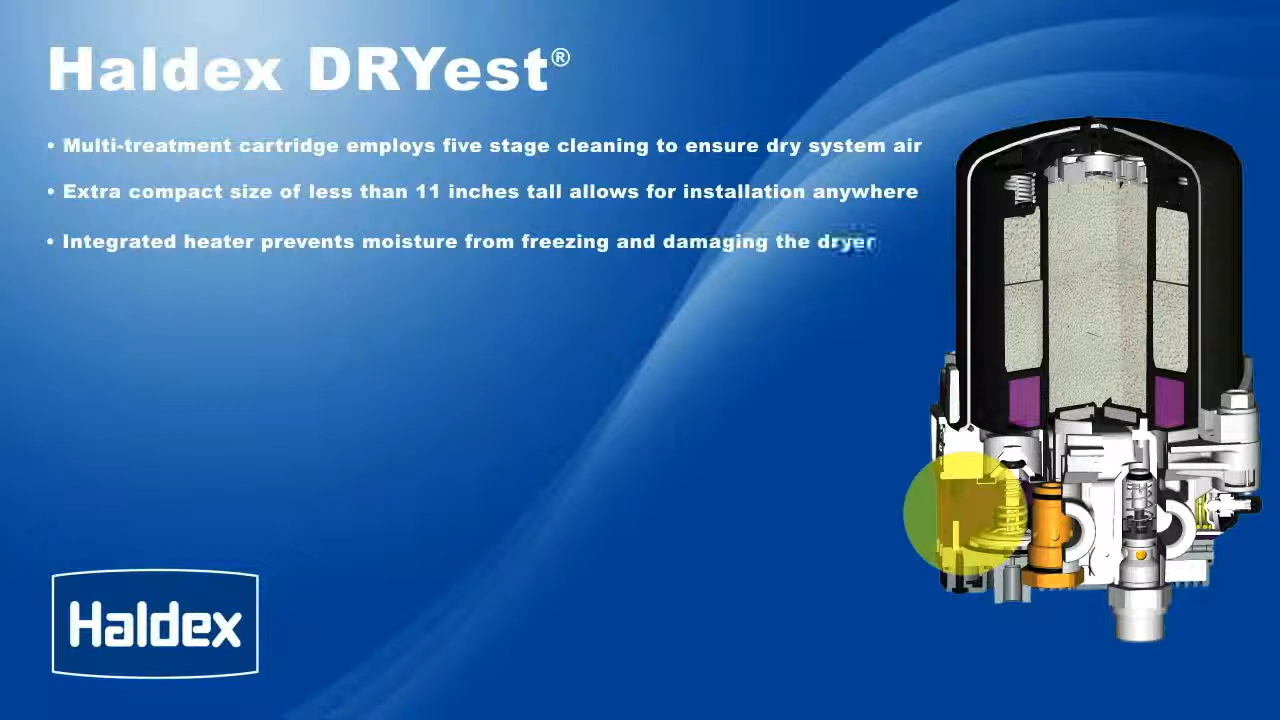 Haldex DRYest®
• Multi-treatment cartridge employs five stage cleaning to ensure dry system air
• Extra compact size of less than 11 inches tall allows for installation anywhere
• Integrated heater prevents moisture from freezing and damaging the dryer
Haldex